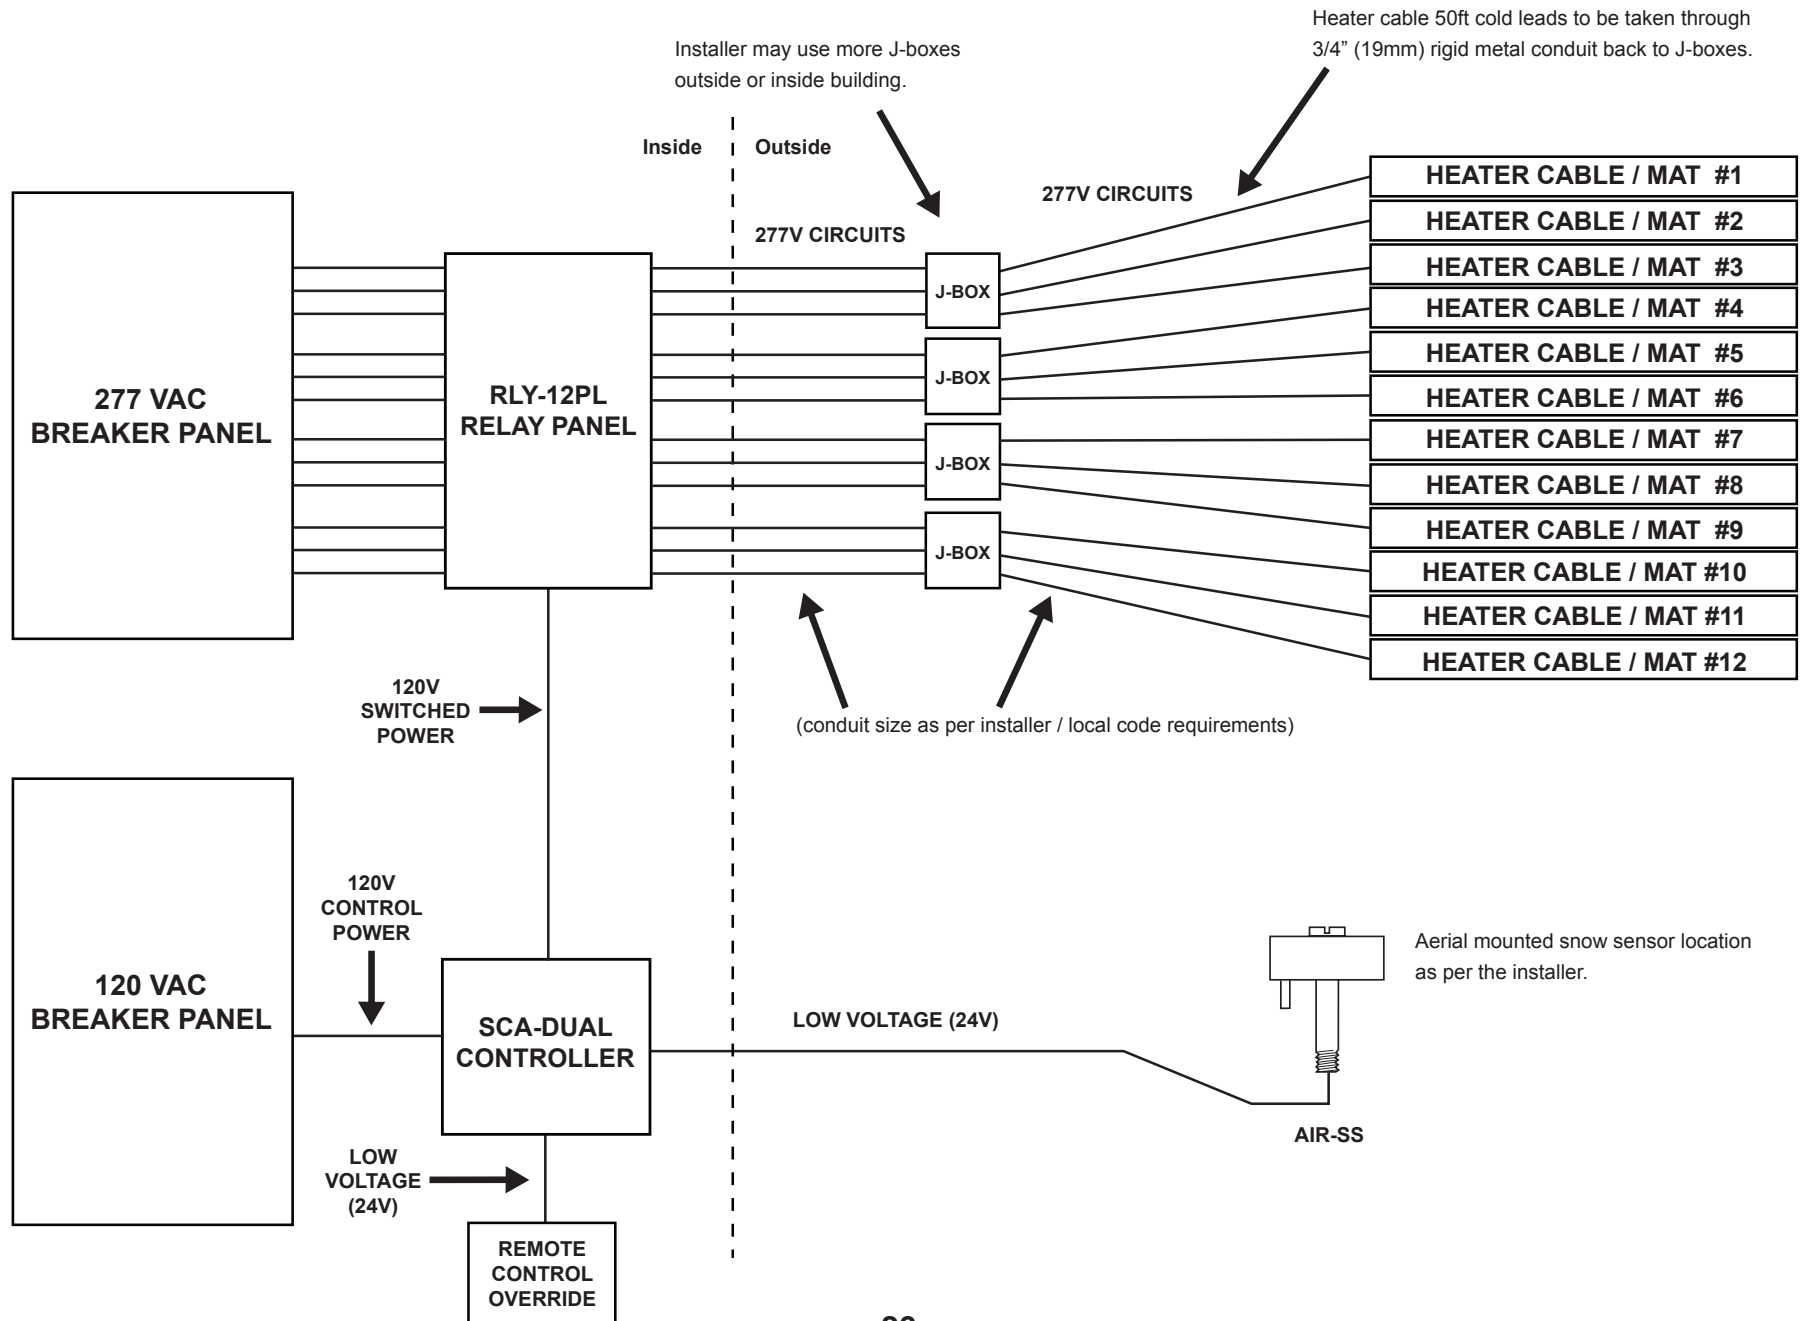 Heater cable 50ft cold leads to be taken through
3/4” (19mm) rigid metal conduit back to J-boxes.
Installer may use more J-boxes
outside or inside building.
Inside
Outside
277V CIRCUITS
277V CIRCUITS
HEATER CABLE / MAT #1
HEATER CABLE / MAT #2
HEATER CABLE / MAT #3
HEATER CABLE / MAT #4
HEATER CABLE / MAT #5
HEATER CABLE / MAT #6
HEATER CABLE / MAT #7
HEATER CABLE / MAT #8
HEATER CABLE / MAT #9
HEATER CABLE / MAT #10
HEATER CABLE / MAT #11
HEATER CABLE / MAT #12
J-BOX
J-BOX
J-BOX
J-BOX
277 VAC
BREAKER PANEL
RLY-12PL
RELAY PANEL
120V
SWITCHED
POWER
(conduit size as per installer / local code requirements)
120V
CONTROL
POWER
120 VAC
BREAKER PANEL
SCA-DUAL
CONTROLLER
LOW VOLTAGE (24V)
Aerial mounted snow sensor location
as per the installer.
AIR-SS
LOW
VOLTAGE
(24V)
REMOTE
CONTROL
OVERRIDE